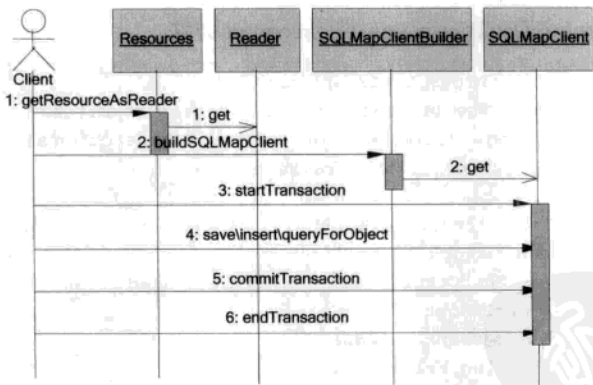 Resources
Reader
SQLMapClientBuilder
SQLMapClient
Client
1: getResourceAsReader
1: get
2: buildSQLMapClient
2: get
3: startTransaction
4: save\insert\queryForObject
5: commitTransaction
6: endTransaction